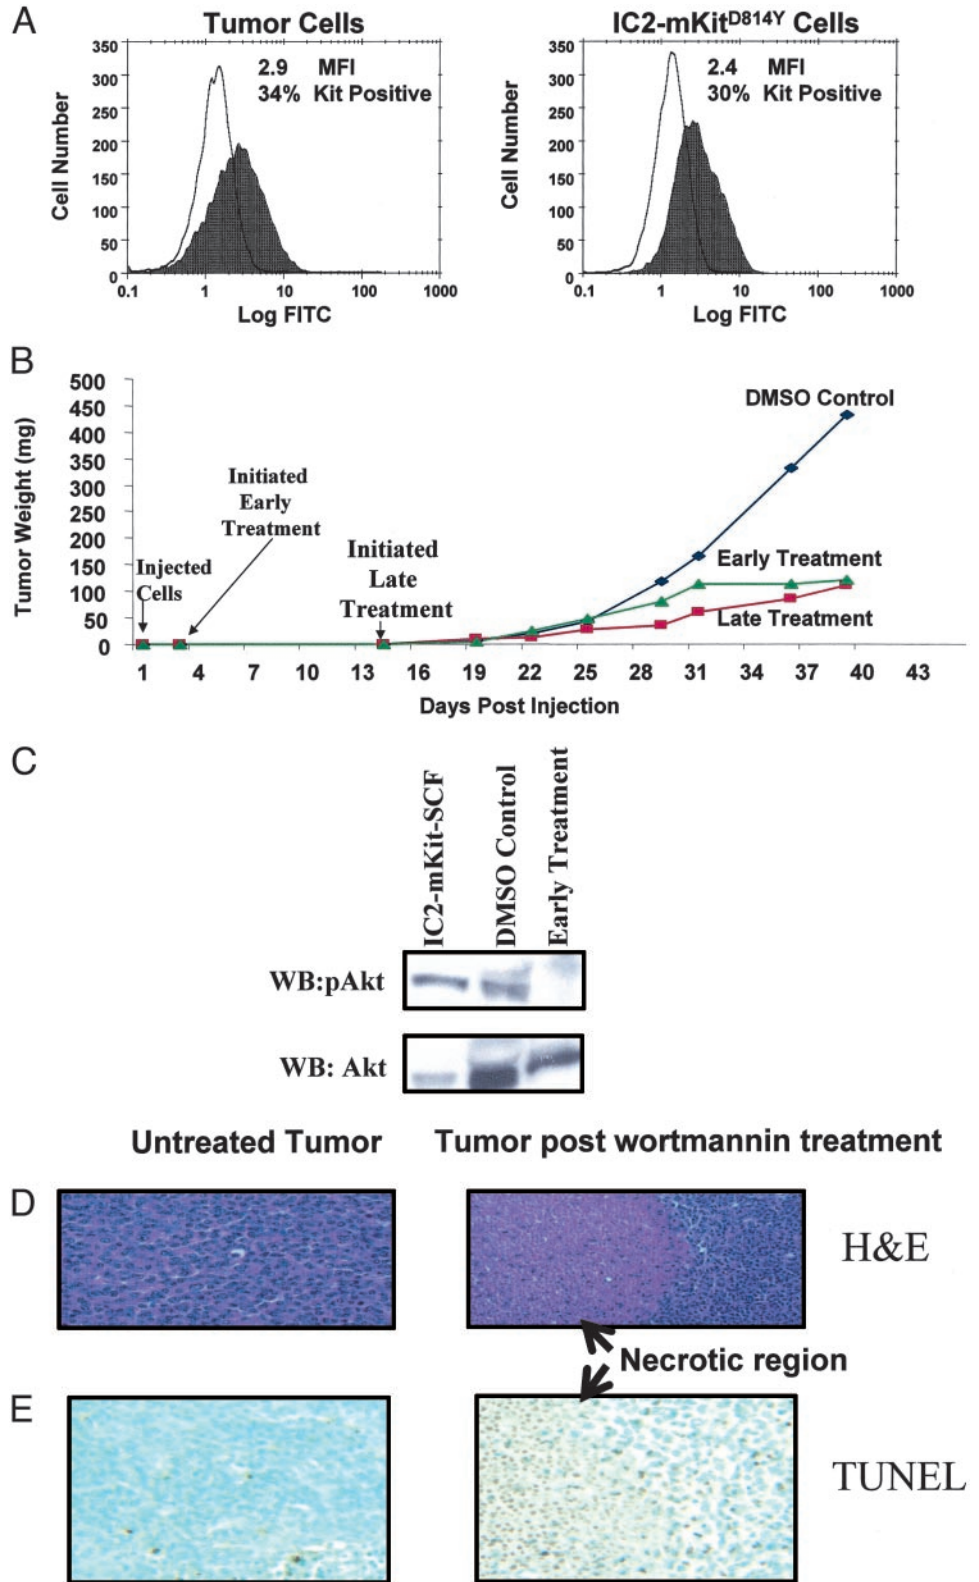 A
Tumor Cells
IC2-mKitD814Y Cells
350
300
250
200
150
100
50
0
Cell Number
2.9 MFI
34% Kit Positive
0.1 1 10 100 1000
Log FITC
350
300
250
200
150
100
50
0
Cell Number
2.4 MFI
30% Kit Positive
0.1 1 10 100 1000
Log FITC
B
500
450
400
350
300
250
200
150
100
50
0
Tumor Weight (mg)
Injected
Cells
Initiated
Early
Treatment
Initiated
Late
Treatment
DMSO Control
Early Treatment
Late Treatment
1 4 7 10 13 16 19 22 25 28 31 34 37 40 43
Days Post Injection
C
IC2-mKit-SCF
DMSO Control
Early Treatment
WB:pAkt
WB: Akt
Untreated Tumor
Tumor post wortmannin treatment
D
H&E
Necrotic region
E
TUNEL